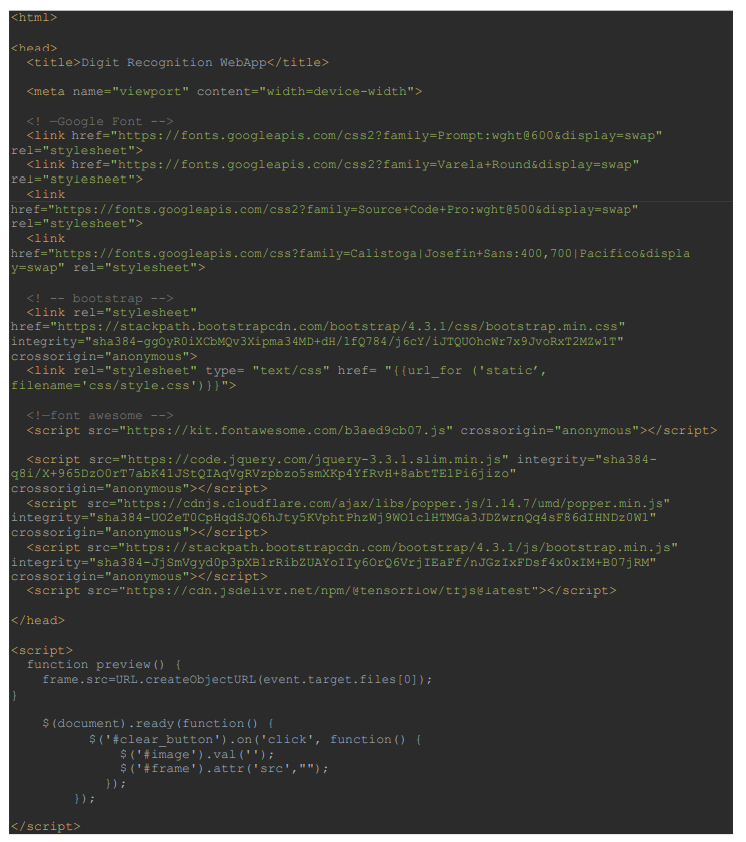 <html>
<head>
<title>Digit Recognition WebApp</title>
<meta name="viewport" content="width=device-width">
<! —Google Font -->
<link href="https://fonts.googleapis.com/css2?family=Prompt:wght@600&display=swap"
rel="stylesheet">
<link href="https://fonts.googleapis.com/css2?family=Varela+Round&display=swap"
rel="stylesheet">
<link
href="https://fonts.googleapis.com/css2?family=Source+Code+Pro:wght@500&display=swap"
rel="stylesheet">
<link
href="https://fonts.googleapis.com/css?family=Calistoga|Josefin+Sans:400,700|Pacifico&displa
y=swap" rel="stylesheet">
<! -- bootstrap -->
<link rel="stylesheet"
href="https://stackpath.bootstrapcdn.com/bootstrap/4.3.1/css/bootstrap.min.css"
integrity="sha384-ggOyR0iXCbMQv3Xipma34MD+dH/1fQ784/j6cY/iJTQUOhcWr7x9JvoRxT2MZw1T"
crossorigin="anonymous">
<link rel="stylesheet" type= "text/css" href= "{{url_for ('static’,
filename='css/style.css')}}">
<!—font awesome -->
<script src="https://kit.fontawesome.com/b3aed9cb07.js" crossorigin="anonymous"></script>
<script src="https://code.jquery.com/jquery-3.3.1.slim.min.js" integrity="sha384-
q8i/X+965DzO0rT7abK41JStQIAqVgRVzpbzo5smXKp4YfRvH+8abtTE1Pi6jizo"
crossorigin="anonymous"></script>
<script src="https://cdnjs.cloudflare.com/ajax/libs/popper.js/1.14.7/umd/popper.min.js"
integrity="sha384-UO2eT0CpHqdSJQ6hJty5KVphtPhzWj9WO1clHTMGa3JDZwrnQq4sF86dIHNDz0W1"
crossorigin="anonymous"></script>
<script src="https://stackpath.bootstrapcdn.com/bootstrap/4.3.1/js/bootstrap.min.js"
integrity="sha384-JjSmVgyd0p3pXB1rRibZUAYoIIy6OrQ6VrjIEaFf/nJGzIxFDsf4x0xIM+B07jRM"
crossorigin="anonymous"></script>
<script src="https://cdn.jsdelivr.net/npm/@tensorflow/tfjs@latest"></script>
</head>
<script>
function preview() {
frame.src=URL.createObjectURL(event.target.files[0]);
}
$(document).ready(function() {
$('#clear_button').on('click', function() {
$('#image').val('');
$('#frame').attr('src',"");
});
});
</script>